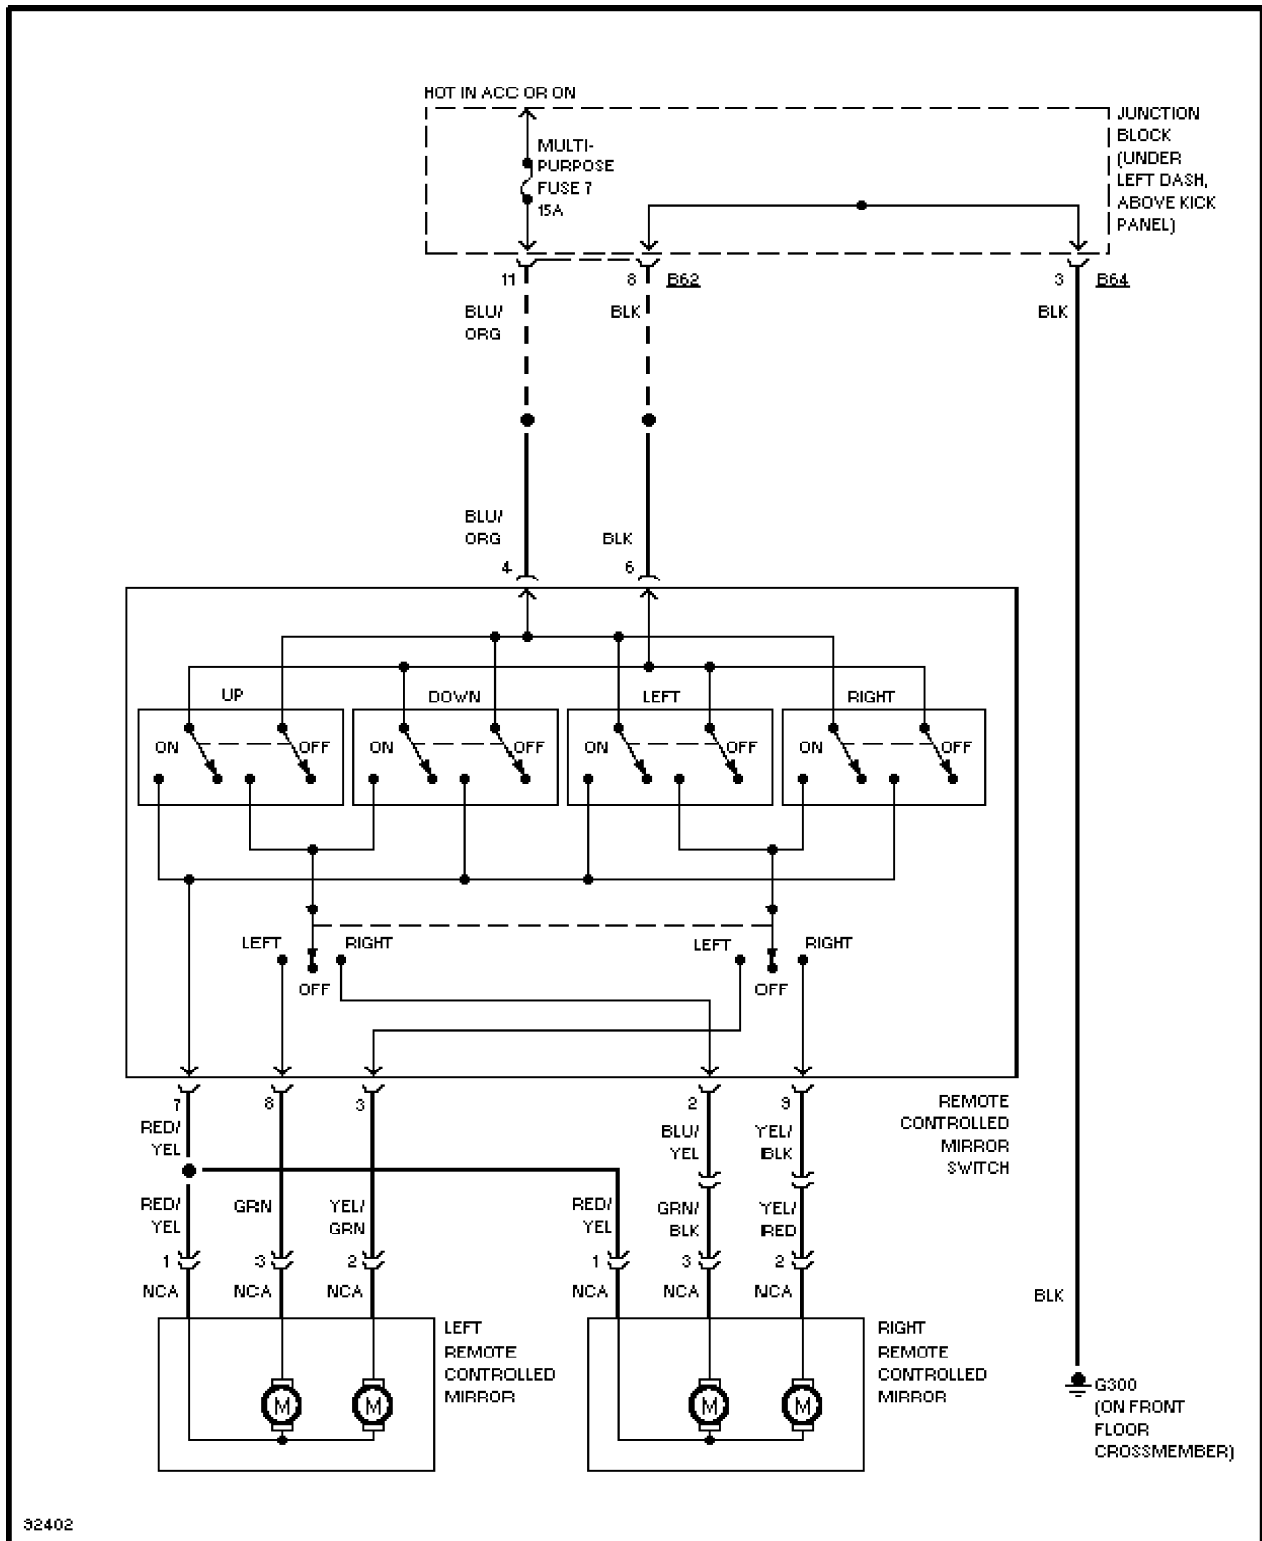 HOT IN ACC OR ON
MULTI-
PURPOSE
FUSE 7
15A
JUNCTION
BLOCK
(UNDER
LEFT DASH,
ABOVE KICK
PANEL)
11 8 B62 3 B64
BLU/
ORG
BLK
BLK
BLU/
ORG
BLK
4 6
UP DOWN LEFT RIGHT
ON OFF ON OFF ON OFF ON OFF
LEFT RIGHT LEFT RIGHT
OFF OFF
7 8 3 2 9
REMOTE
CONTROLLED
MIRROR
SWITCH
RED/
YEL
BLU/
YEL
YEL/
BLK
RED/
YEL
GRN
YEL/
GRN
RED/
YEL
GRN/
BLK
YEL/
RED
1 3 2 1 3 2
NCA NCA NCA NCA NCA NCA
BLK
LEFT
REMOTE
CONTROLLED
MIRROR
RIGHT
REMOTE
CONTROLLED
MIRROR
M M M M
G300
(ON FRONT
FLOOR
CROSSMEMBER)
92402